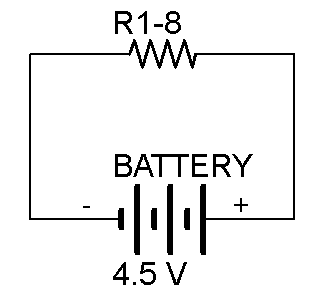 R1-8
BATTERY
- +
4.5 V